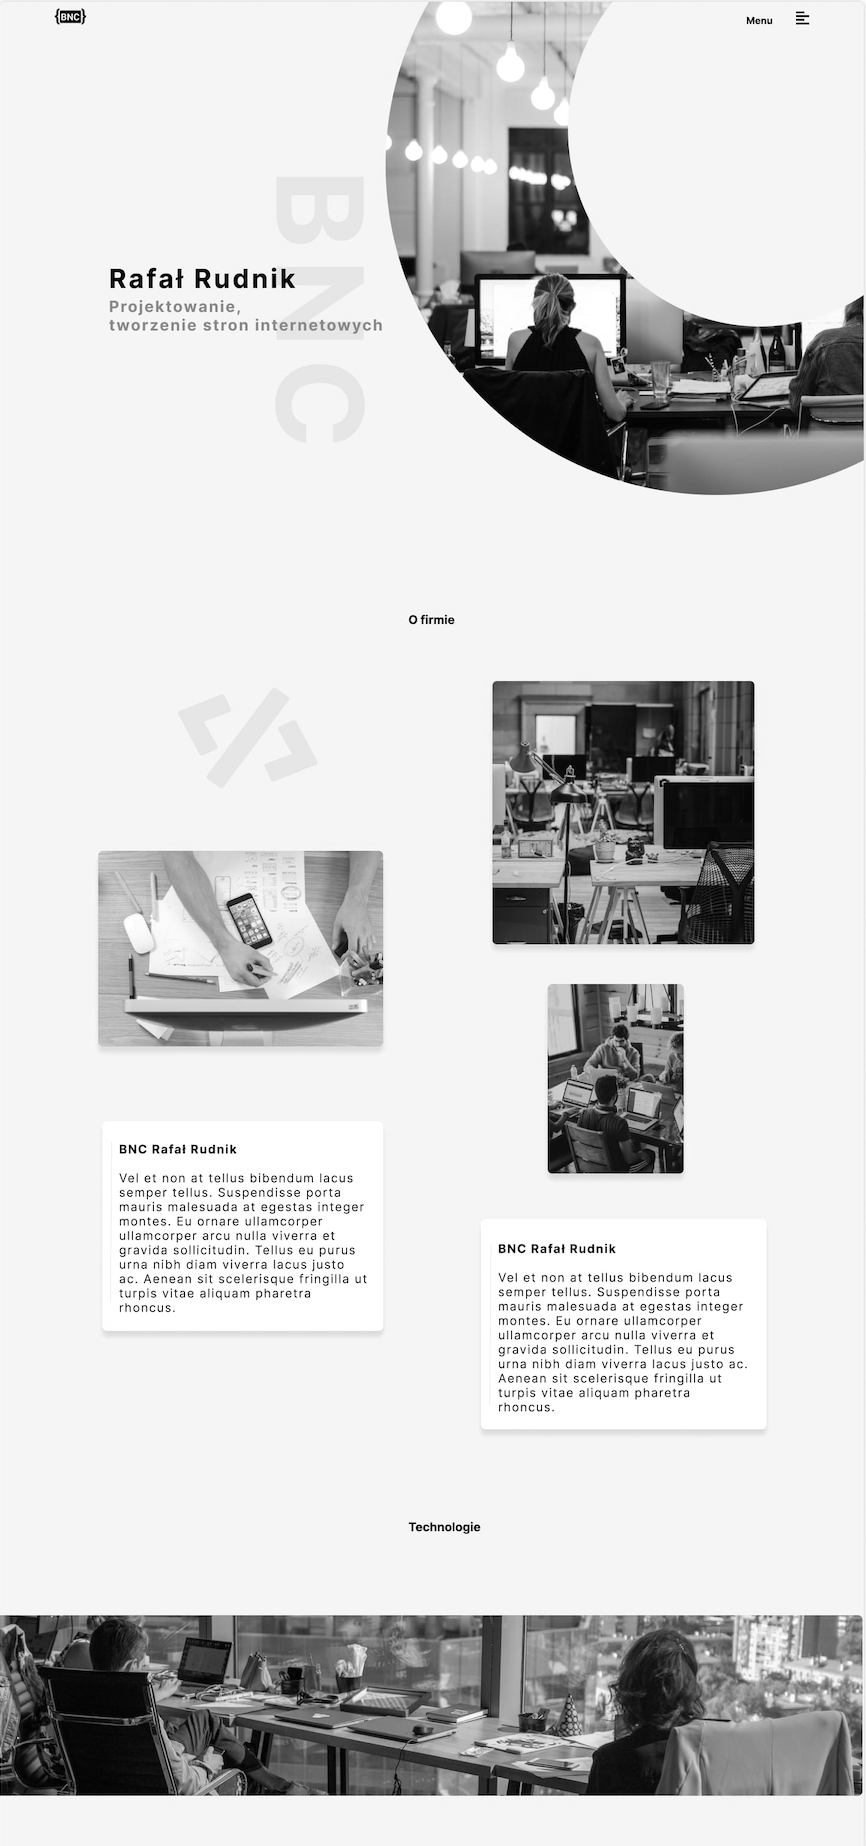 {BNC}
Menu
BNC
Rafał Rudnik
Projektowanie,
tworzenie stron internetowych
O firmie
</>
BNC Rafał Rudnik
Vel et non at tellus bibendum lacus
semper tellus. Suspendisse porta
mauris malesuada at egestas integer
montes. Eu ornare ullamcorper
ullamcorper arcu nulla viverra et
gravida sollicitudin. Tellus eu purus
urna nibh diam viverra lacus justo
ac. Aenean sit scelerisque fringilla ut
turpis vitae aliquam pharetra
rhoncus.
BNC Rafał Rudnik
Vel et non at tellus bibendum lacus
semper tellus. Suspendisse porta
mauris malesuada at egestas integer
montes. Eu ornare ullamcorper
ullamcorper arcu nulla viverra et
gravida sollicitudin. Tellus eu purus
urna nibh diam viverra lacus justo ac.
Aenean sit scelerisque fringilla ut
turpis vitae aliquam pharetra
rhoncus.
Technologie